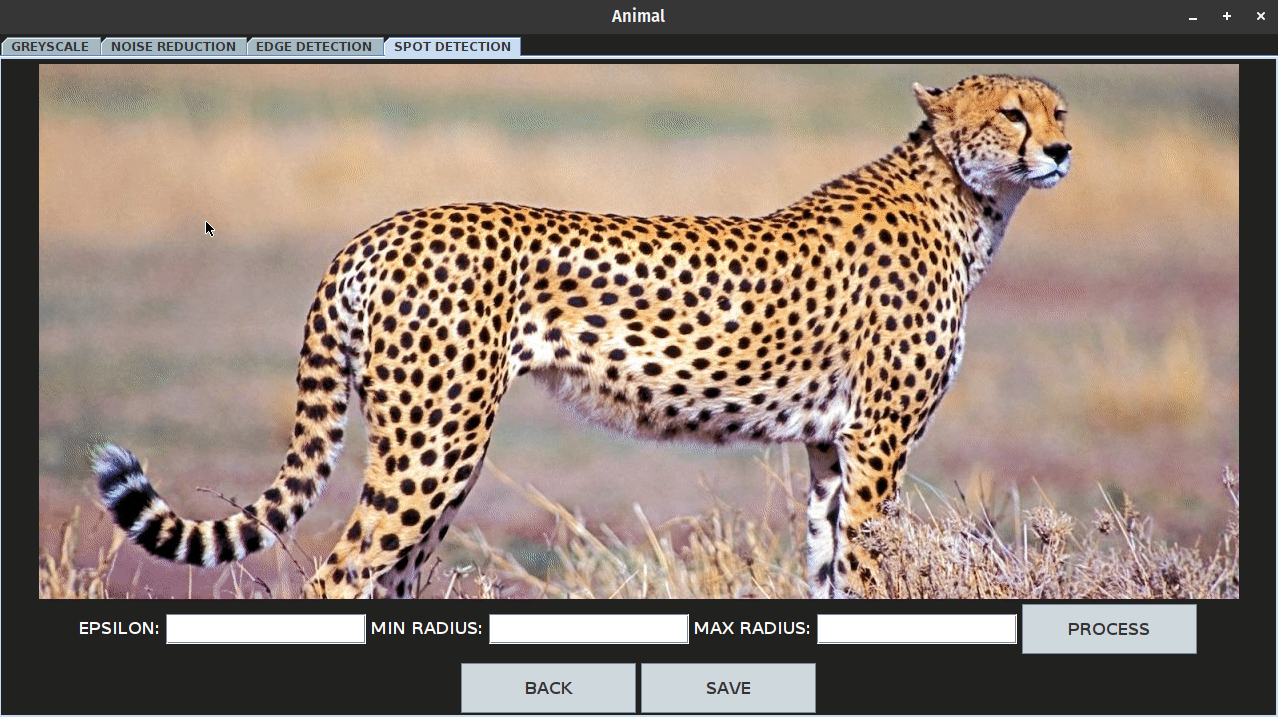 Animal
GREYSCALE NOISE REDUCTION EDGE DETECTION SPOT DETECTION
EPSILON: MIN RADIUS: MAX RADIUS: PROCESS
BACK SAVE